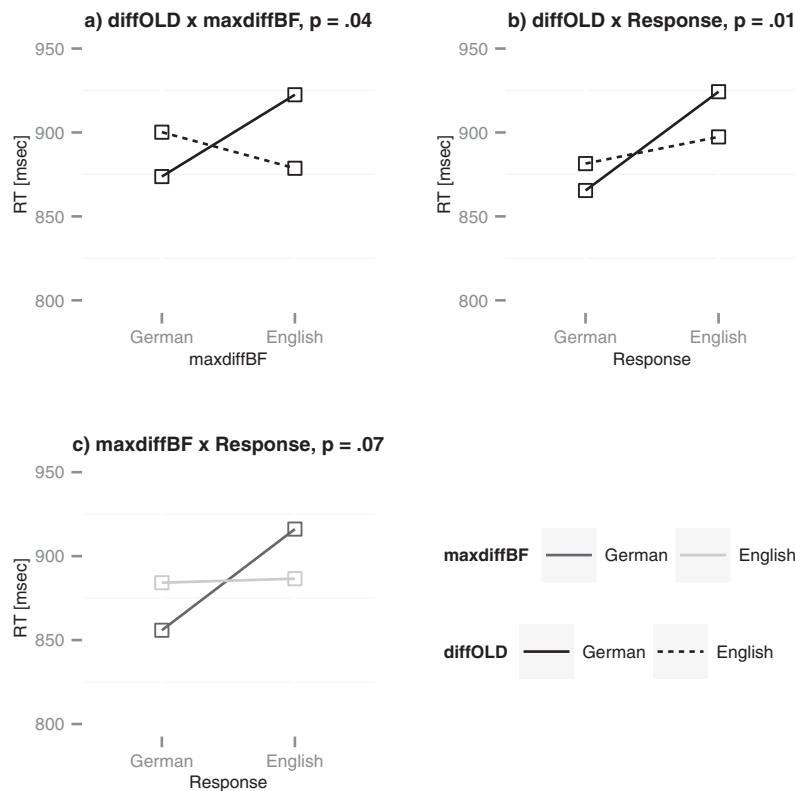 a) diffOLD x maxdiffBF, p = .04
950
900
850
800
RT [msec]
German English
maxdiffBF
b) diffOLD x Response, p = .01
950
900
850
800
RT [msec]
German English
Response
c) maxdiffBF x Response, p = .07
950
900
850
800
RT [msec]
German English
Response
maxdiffBF German English
diffOLD German English